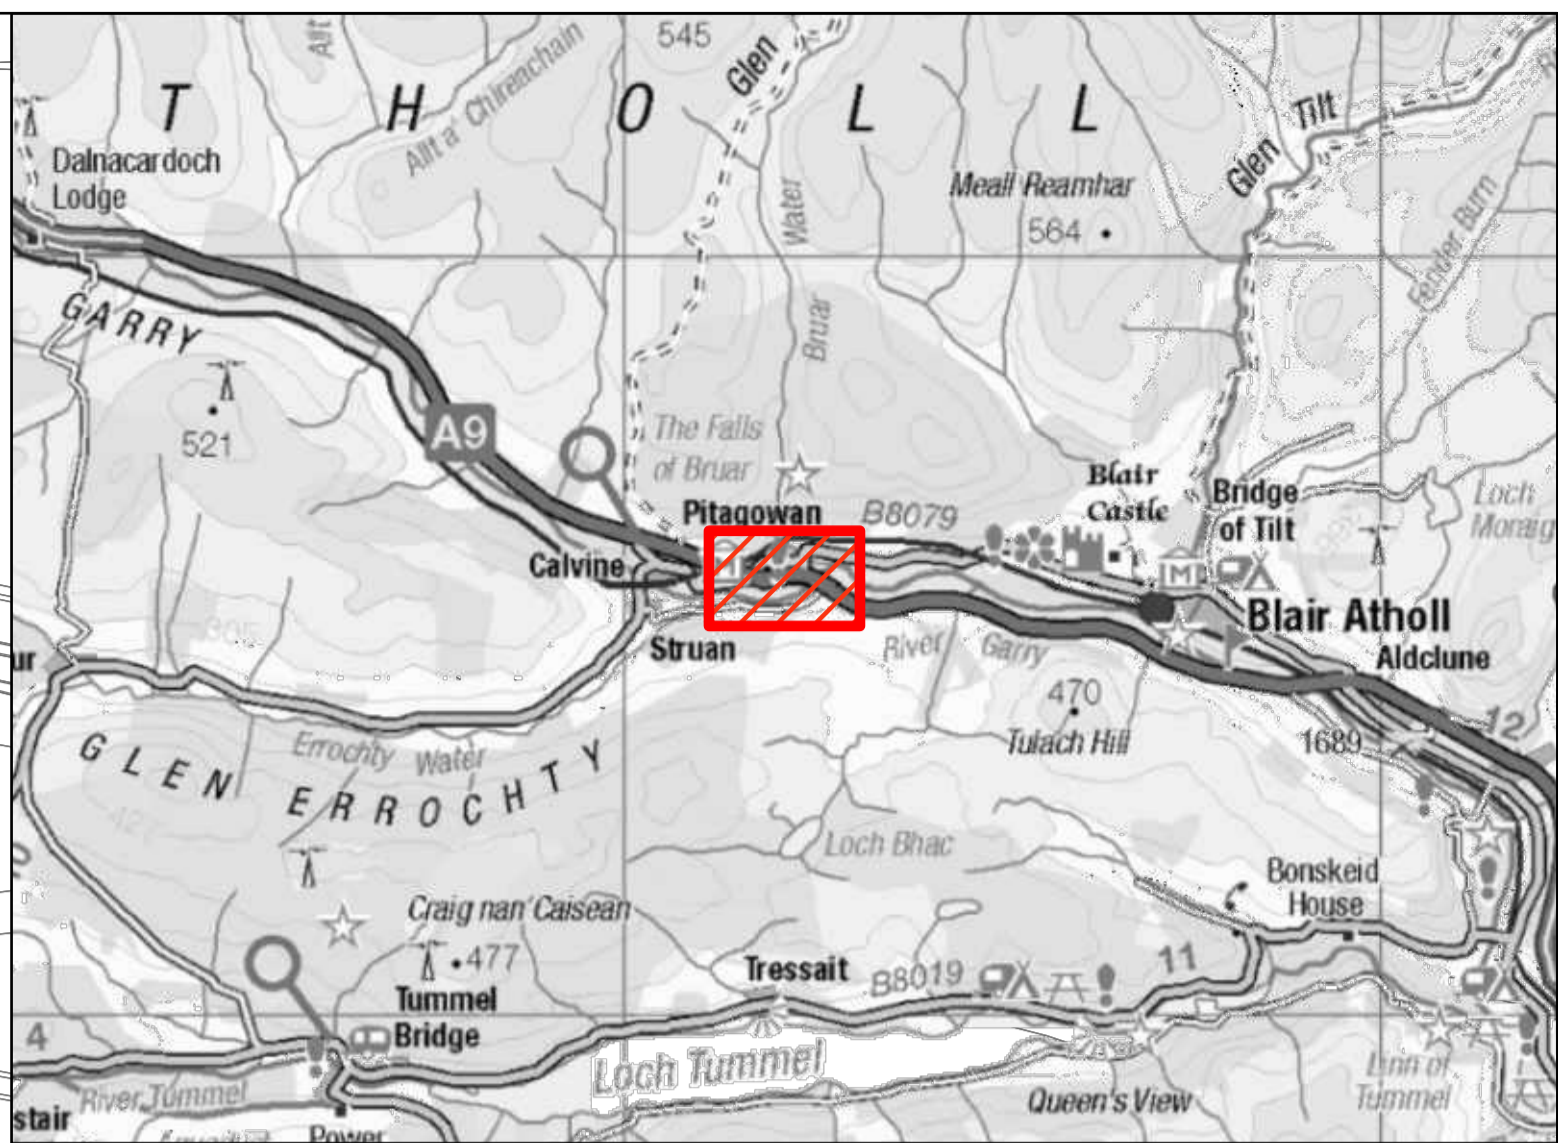 545
Glen
Allt
Allt a' Chireachain
T H O L L
Glen Tilt
Dalnacardoch
Lodge
Meall Reamhar
564
Water
Bruar
Fender Burn
GARRY
521
A9
The Falls
of Bruar
Blair
Castle
Bridge
of Tilt
Loch
Moraig
Pitagowan
B8079
Calvine
M
Blair Atholl
Struan
River Garry
Aldclune
ur
470
Tulach Hill
12
1689
GLEN ERROCHTY
Errochty Water
Loch Bhac
Bonskeid
House
Craig nan Caisean
477
Tressait
B8019
11
Tummel
Bridge
4
Loch Tummel
Linn of
Tummel
River Tummel
Queen's View
stair
Power